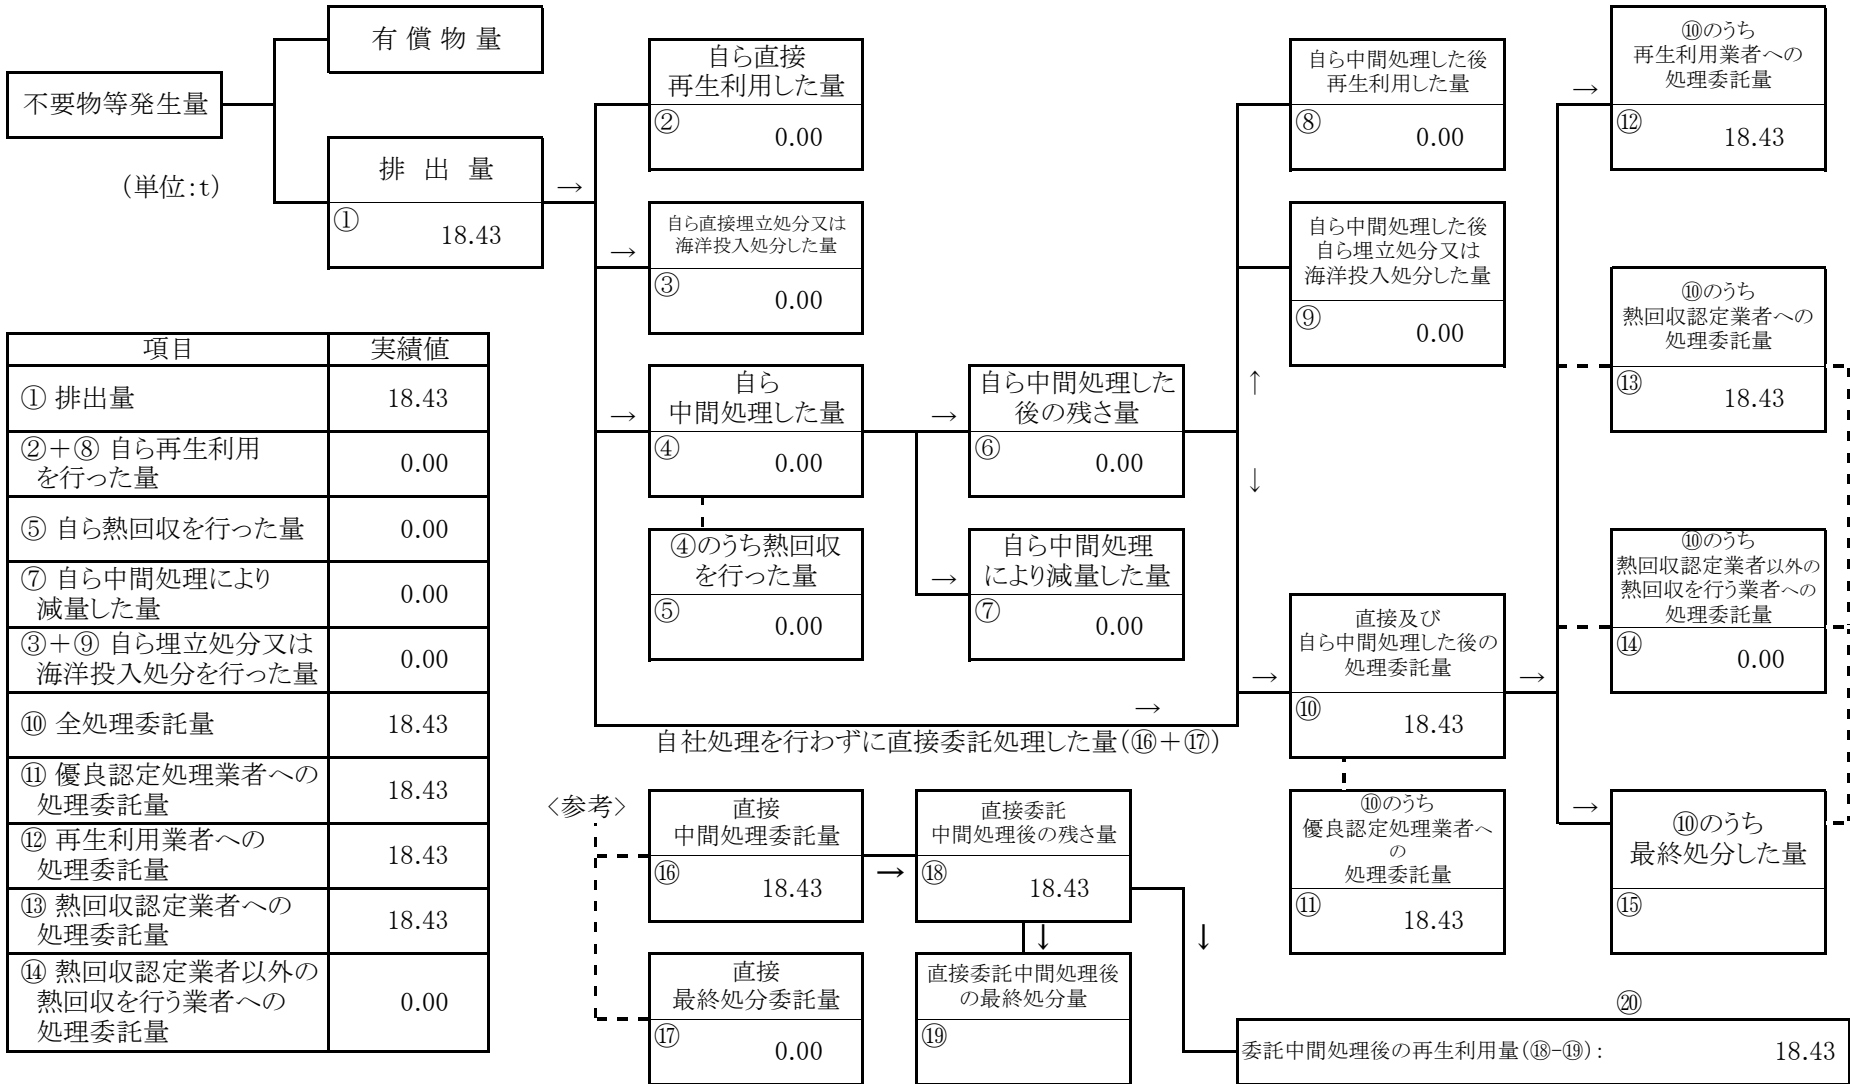 有 償 物 量
不要物等発生量
(単位:t)
排 出 量
→
① 18.43
自ら直接
再生利用した量
② 0.00
→
自ら直接埋立処分又は
海洋投入処分した量
③ 0.00
→
自ら
中間処理した量
④ 0.00
④のうち熱回収
を行った量
⑤ 0.00
→
自ら中間処理した
後の残さ量
⑥ 0.00
→
自ら中間処理
により減量した量
⑦ 0.00
自ら中間処理した後
再生利用した量
⑧ 0.00
自ら中間処理した後
自ら埋立処分又は
海洋投入処分した量
⑨ 0.00
↑
↓
→
自社処理を行わずに直接委託処理した量(⑯+⑰)
→
直接及び
自ら中間処理した後の
処理委託量
⑩ 18.43
→
⑩のうち
優良認定処理業者へ
の
処理委託量
⑪ 18.43
→
⑩のうち
再生利用業者への
処理委託量
⑫ 18.43
⑩のうち
熱回収認定業者への
処理委託量
⑬ 18.43
⑩のうち
熱回収認定業者以外の
熱回収を行う業者への
処理委託量
⑭ 0.00
→
⑩のうち
最終処分した量
⑮
項目 実績値
① 排出量 18.43
②+⑧ 自ら再生利用
を行った量 0.00
⑤ 自ら熱回収を行った量 0.00
⑦ 自ら中間処理により
減量した量 0.00
③+⑨ 自ら埋立処分又は
海洋投入処分を行った量 0.00
⑩ 全処理委託量 18.43
⑪ 優良認定処理業者への
処理委託量 18.43
⑫ 再生利用業者への
処理委託量 18.43
⑬ 熱回収認定業者への
処理委託量 18.43
⑭ 熱回収認定業者以外の
熱回収を行う業者への
処理委託量 0.00
<参考>
直接
中間処理委託量
⑯ 18.43
→
直接委託
中間処理後の残さ量
⑱ 18.43
↓
↓
直接
最終処分委託量
⑰ 0.00
直接委託中間処理後
の最終処分量
⑲
⑳
委託中間処理後の再生利用量(⑱-⑲): 18.43